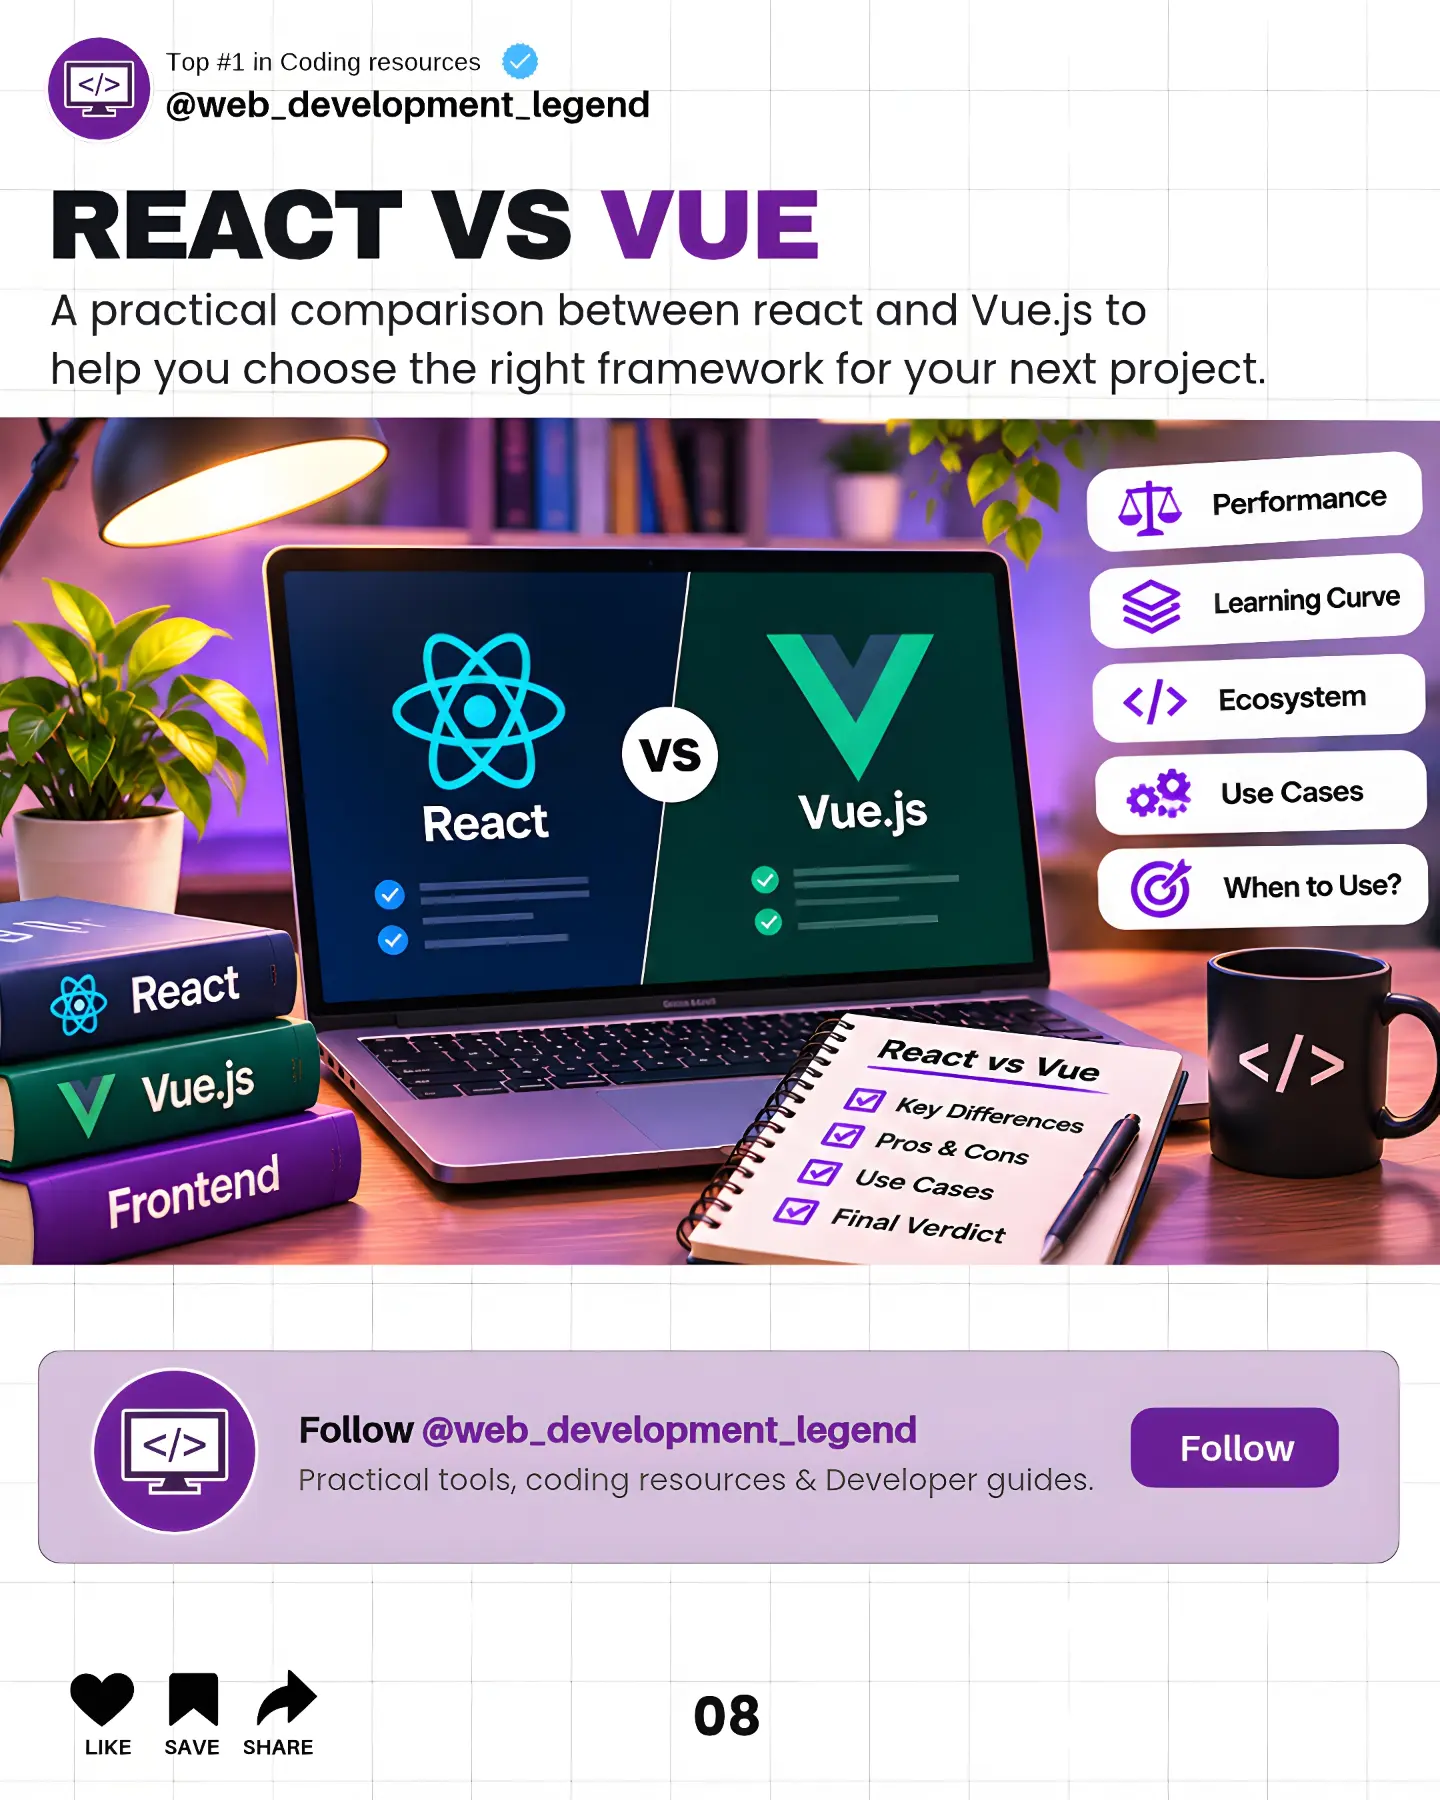 Top #1 in Coding resources
@web_development_legend
REACT VS VUE
A practical comparison between react and Vue.js to
help you choose the right framework for your next project.
Performance
Learning Curve
Ecosystem
Use Cases
When to Use?
React
VS
Vue.js
React
Vue.js
Frontend
React vs Vue
Key Differences
Pros & Cons
Use Cases
Final Verdict
</>
</>
Follow @web_development_legend
Practical tools, coding resources & Developer guides.
Follow
LIKE SAVE SHARE
08